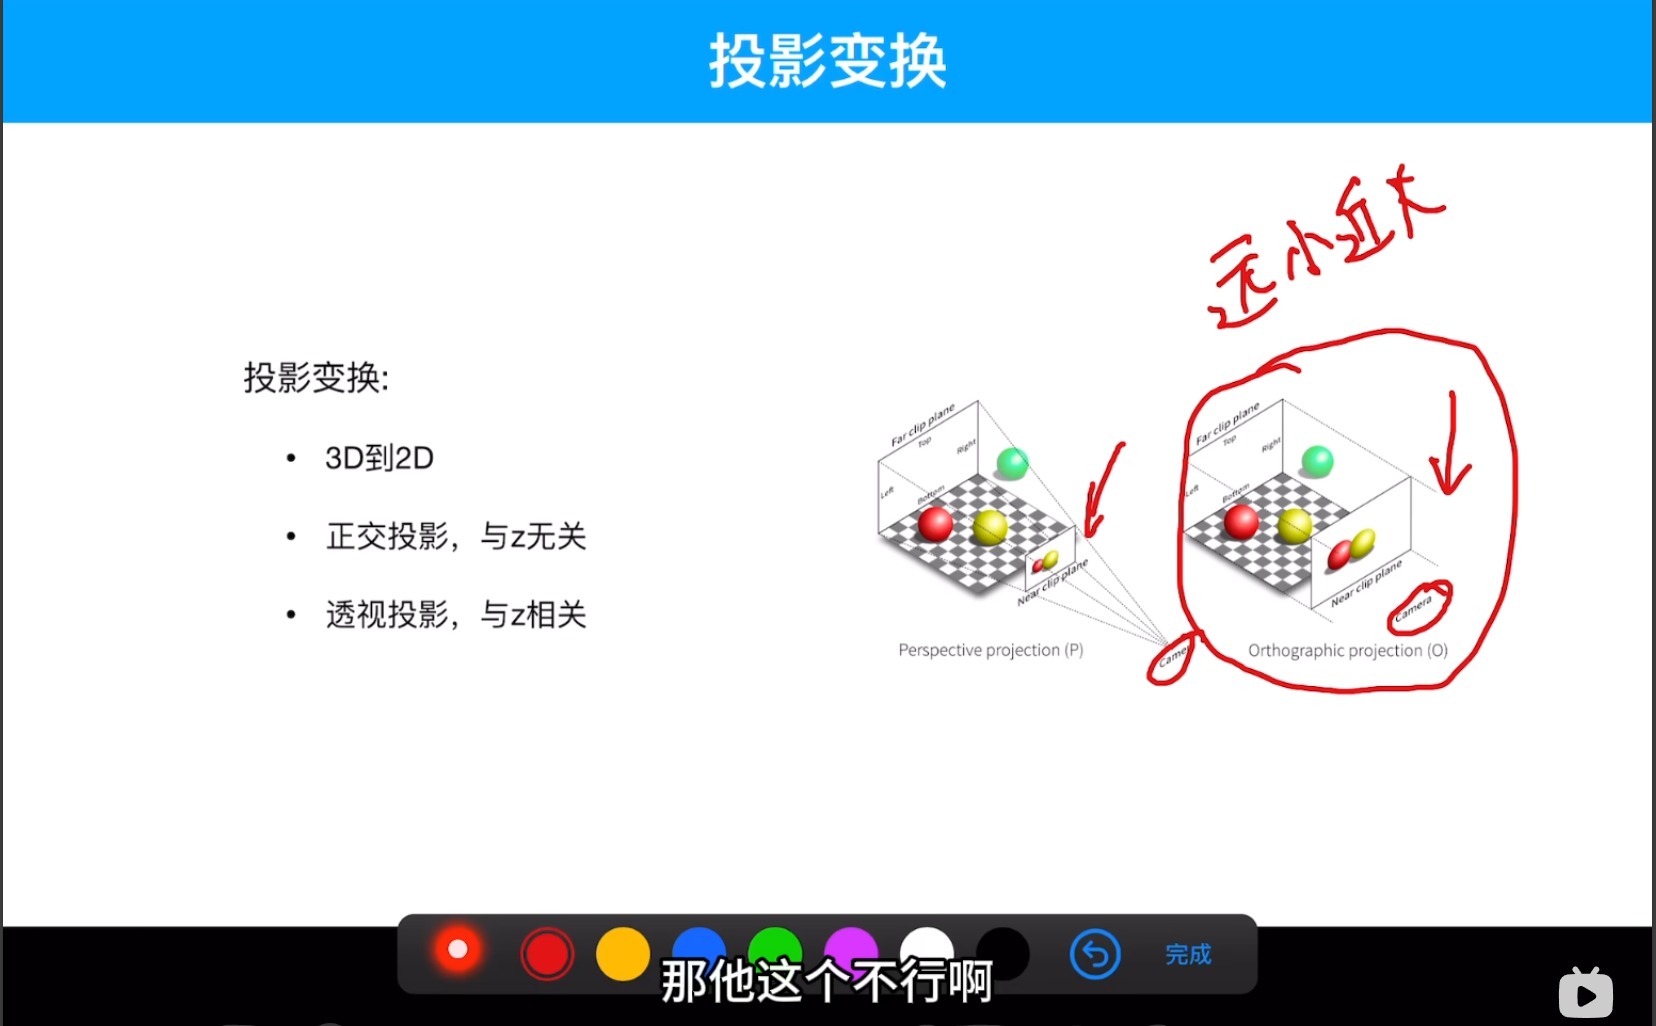 投影变换
远小近大
投影变换:
• 3D到2D
• 正交投影，与z无关
• 透视投影，与z相关
Far clip plane
Top
Right
Left
Bottom
Near clip plane
Camer
Perspective projection (P)
Far clip plane
Top
Right
Left
Bottom
Near clip plane
Camera
Orthographic projection (O)
完成
那他这个不行啊